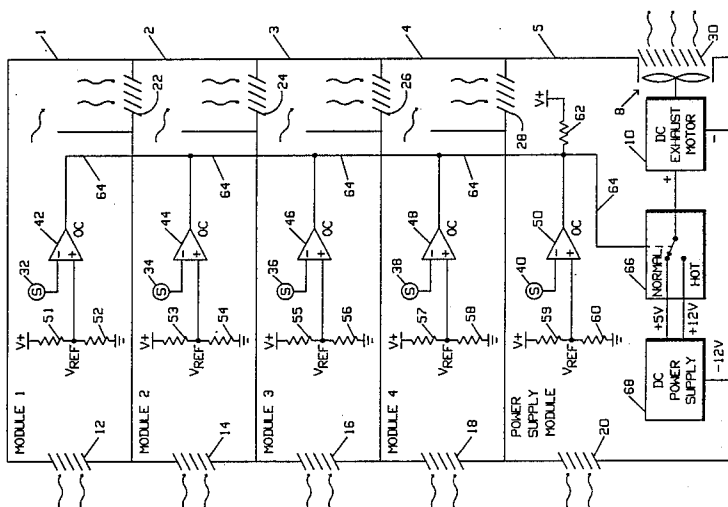 1
MODULE 1
12
V+
51
52
VREF
S
32
42
-
+
OC
64
22
2
MODULE 2
14
V+
53
54
VREF
S
34
44
-
+
OC
64
24
3
MODULE 3
16
V+
55
56
VREF
S
36
46
-
+
OC
64
26
4
MODULE 4
18
V+
57
58
VREF
S
38
48
-
+
OC
64
28
5
POWER
SUPPLY
MODULE
20
V+
59
60
VREF
S
40
50
-
+
OC
V+
62
64
68
DC
POWER
SUPPLY
+5V
+12V
-12V
66
NORMAL
HOT
+
10
DC
EXHAUST
MOTOR
-
8
30